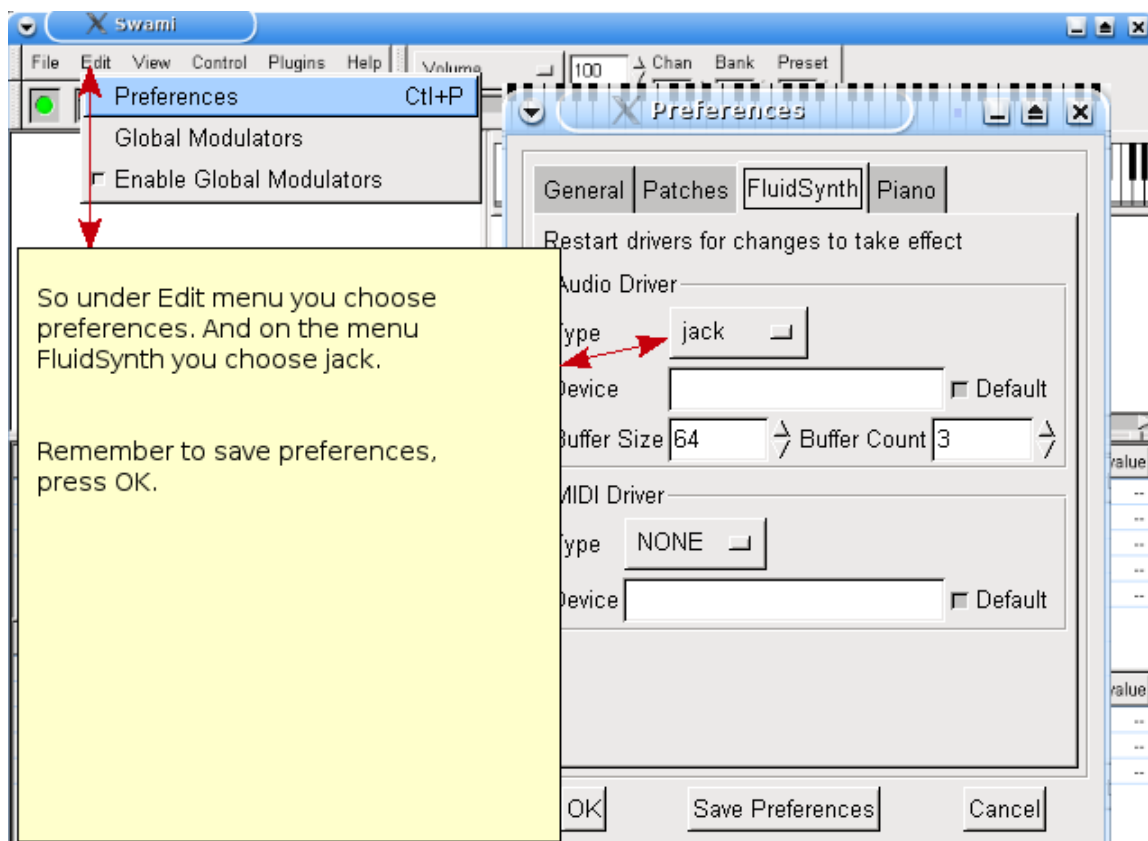 Swami
File Edit View Control Plugins Help Volume 100 Chan Bank Preset
Preferences Ctl+P
Global Modulators
Enable Global Modulators
Preferences
General Patches FluidSynth Piano
Restart drivers for changes to take effect
So under Edit menu you choose
preferences. And on the menu
FluidSynth you choose jack.
Remember to save preferences,
press OK.
Audio Driver
Type jack
Device Default
Buffer Size 64 Buffer Count 3
MIDI Driver
Type NONE
Device Default
OK Save Preferences Cancel
value
--
--
--
--
--
value
--
--
--